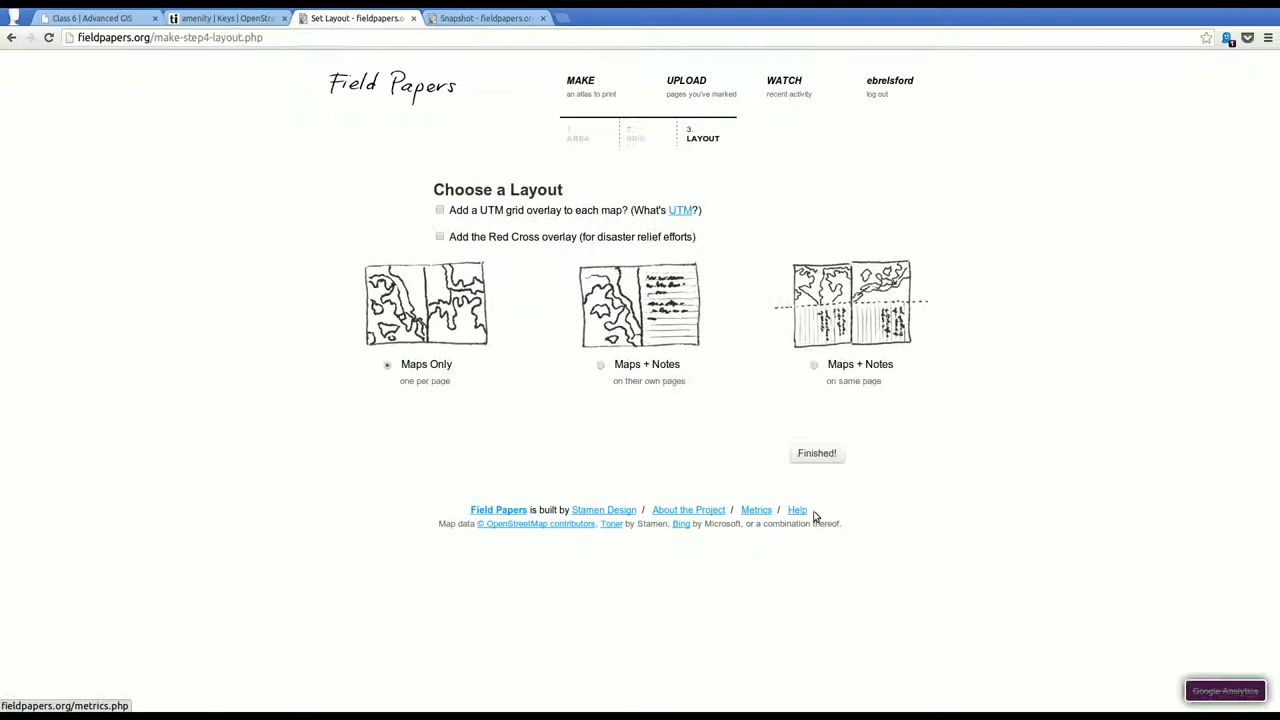 Class 6 | Advanced GIS
amenity | Keys | OpenStre
Set Layout - fieldpapers.o
Snapshot - fieldpapers.or
fieldpapers.org/make-step4-layout.php
Field Papers
MAKE
an atlas to print
UPLOAD
pages you've marked
WATCH
recent activity
ebrelsford
log out
1.
AREA
2.
INFO
3.
LAYOUT
Choose a Layout
Add a UTM grid overlay to each map? (What's UTM?)
Add the Red Cross overlay (for disaster relief efforts)
Maps Only
one per page
Maps + Notes
on their own pages
Maps + Notes
on same page
Finished!
Field Papers is built by Stamen Design / About the Project / Metrics / Help
Map data © OpenStreetMap contributors, Toner by Stamen, Bing by Microsoft, or a combination thereof.
Google Analytics
fieldpapers.org/metrics.php